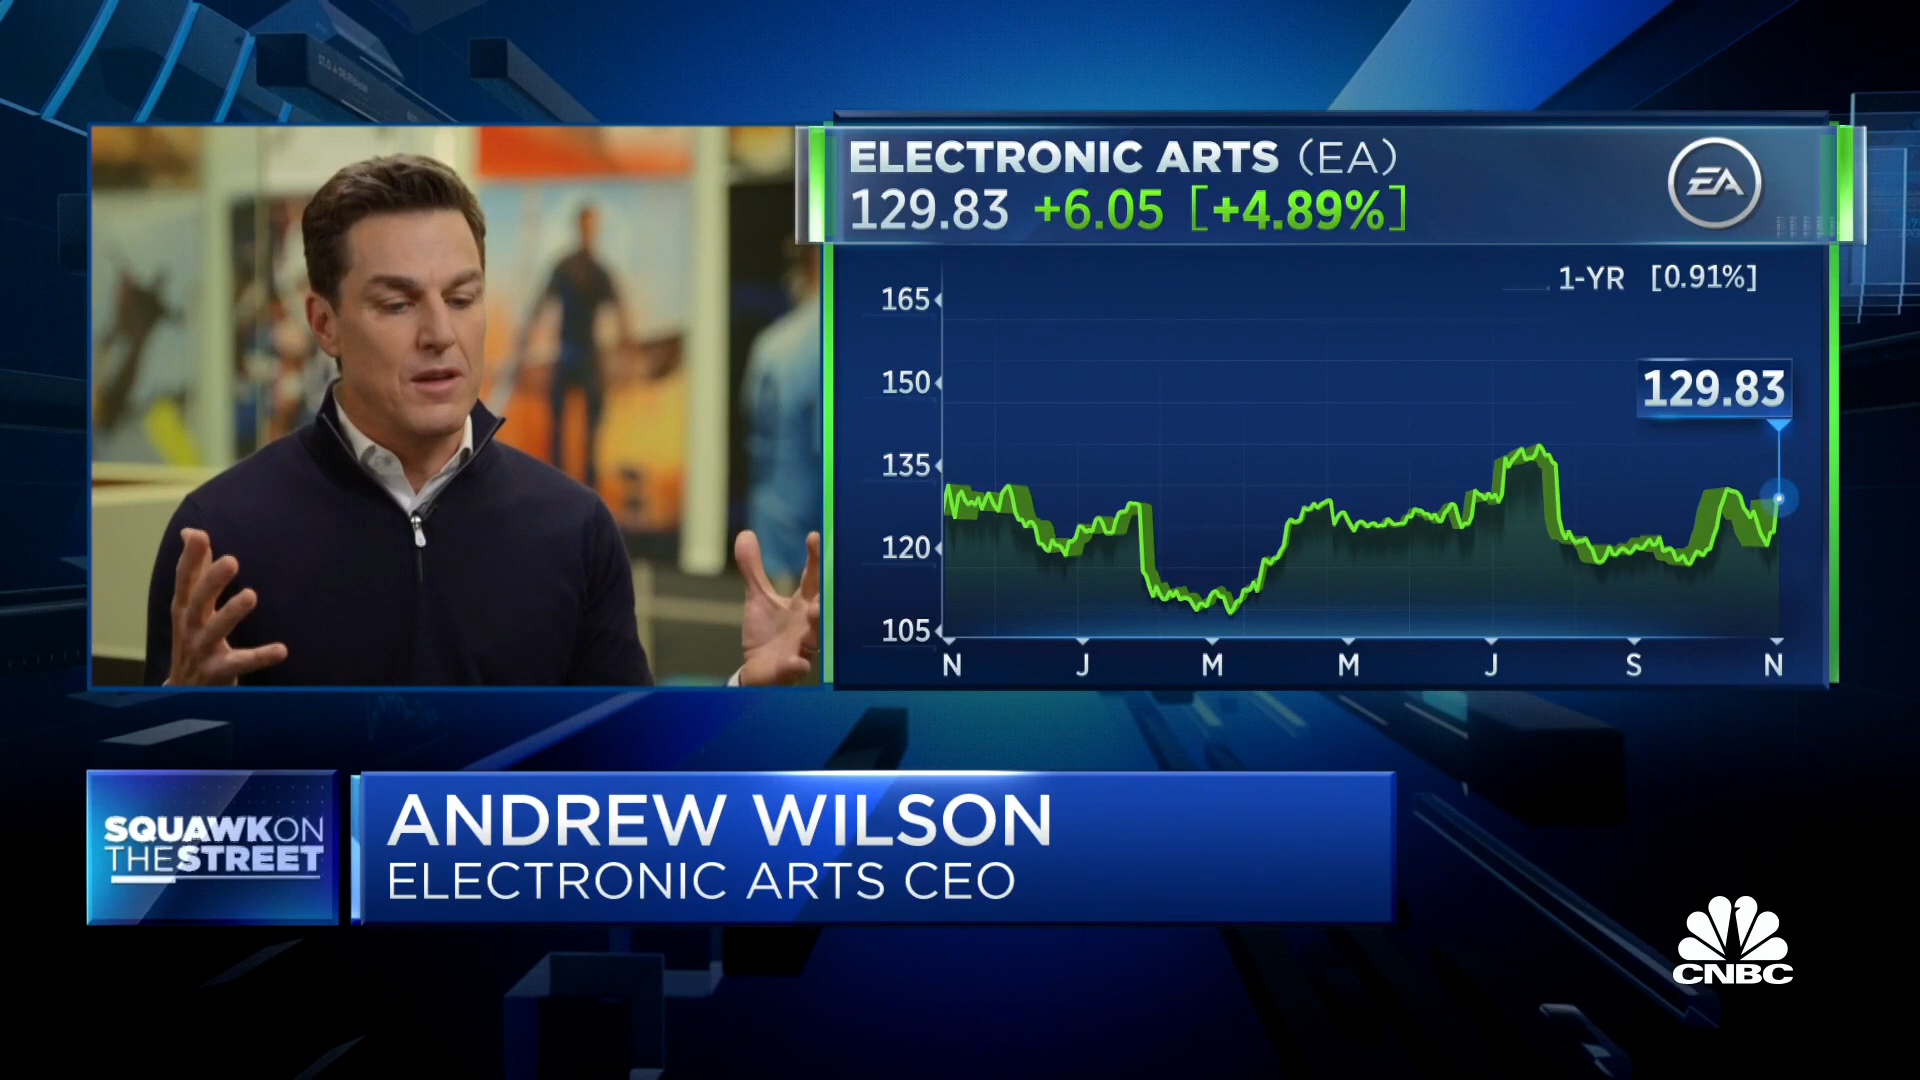 ELECTRONIC ARTS (EA)
129.83 +6.05 [+4.89%]
EA
1-YR [0.91%]
165
150
135
120
105
129.83
N J M M J S N
SQUAWK ON
THE STREET
ANDREW WILSON
ELECTRONIC ARTS CEO
CNBC